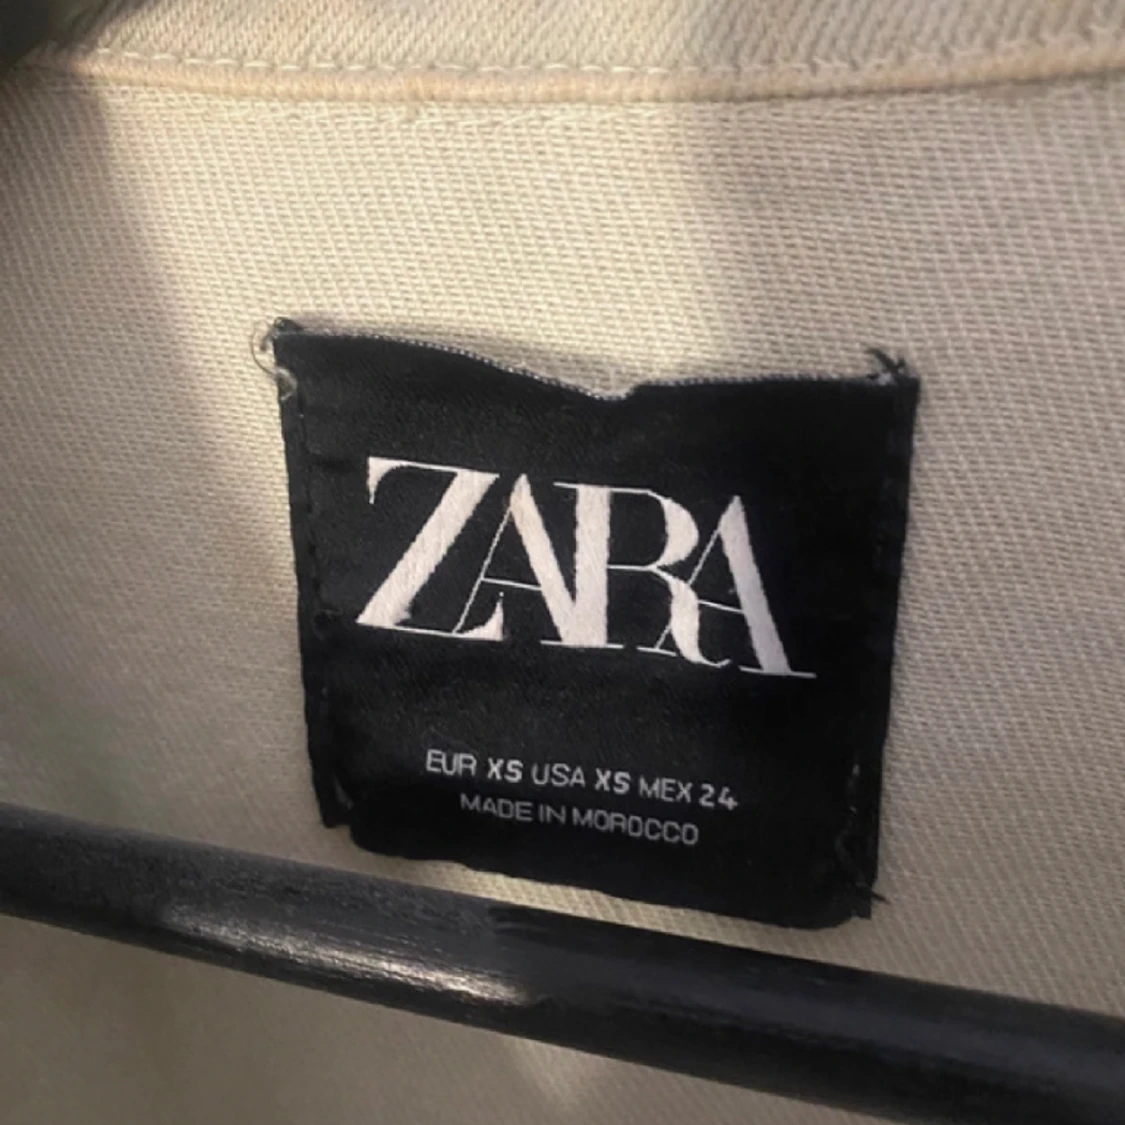 ZARA
EUR XS USA XS MEX 24
MADE IN MOROCCO